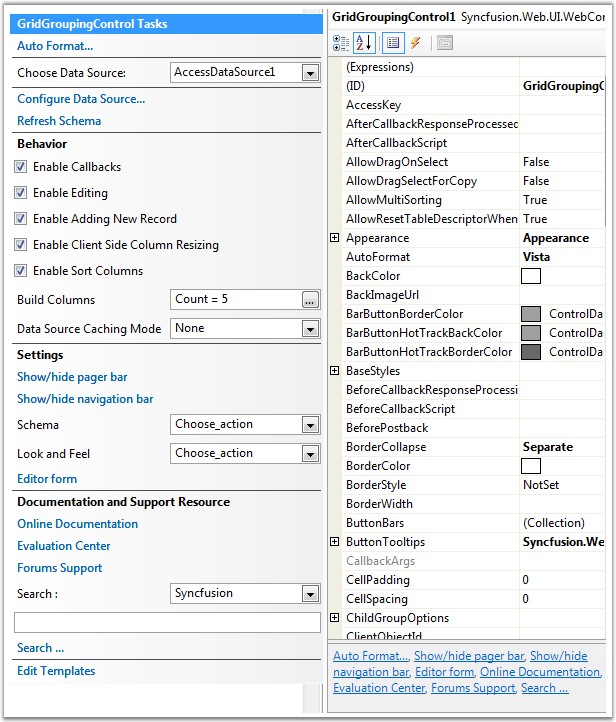 GridGroupingControl Tasks
Auto Format...
Choose Data Source: AccessDataSource1
Configure Data Source...
Refresh Schema
Behavior
Enable Callbacks
Enable Editing
Enable Adding New Record
Enable Client Side Column Resizing
Enable Sort Columns
Build Columns Count = 5 ...
Data Source Caching Mode None
Settings
Show/hide pager bar
Show/hide navigation bar
Schema Choose_action
Look and Feel Choose_action
Editor form
Documentation and Support Resource
Online Documentation
Evaluation Center
Forums Support
Search : Syncfusion
Search ...
Edit Templates
GridGroupingControl1 Syncfusion.Web.UI.WebCon
(Expressions)
(ID) GridGroupingC
AccessKey
AfterCallbackResponseProcessed
AfterCallbackScript
AllowDragOnSelect False
AllowDragSelectForCopy False
AllowMultiSorting True
AllowResetTableDescriptorWhen True
Appearance Appearance
AutoFormat Vista
BackColor
BackImageUrl
BarButtonBorderColor ControlDa
BarButtonHotTrackBackColor ControlDa
BarButtonHotTrackBorderColor ControlDa
BaseStyles
BeforeCallbackResponseProcessi
BeforeCallbackScript
BeforePostback
BorderCollapse Separate
BorderColor
BorderStyle NotSet
BorderWidth
ButtonBars (Collection)
ButtonTooltips Syncfusion.We
CallbackArgs
CellPadding 0
CellSpacing 0
ChildGroupOptions
ClientObjectId
Auto Format..., Show/hide pager bar, Show/hide
navigation bar, Editor form, Online Documentation,
Evaluation Center, Forums Support, Search ...